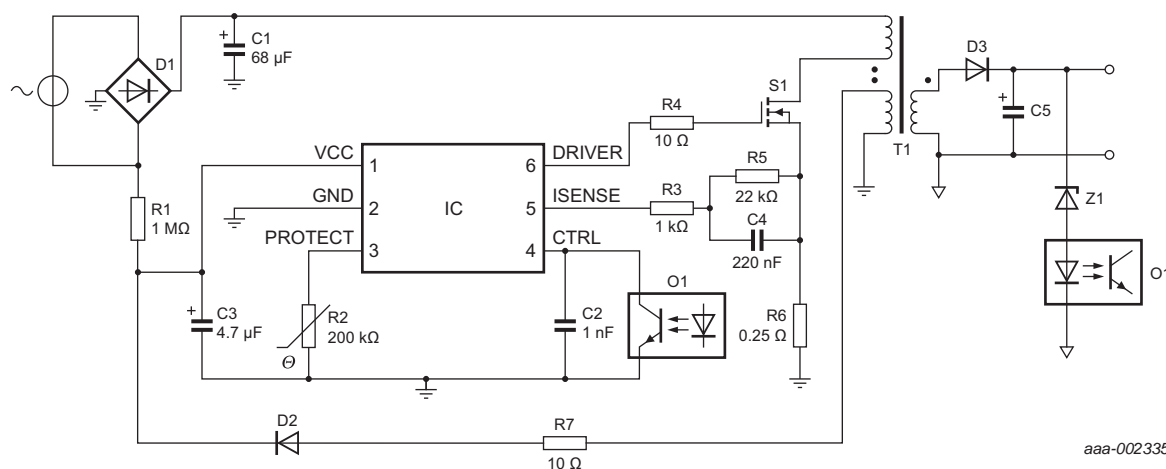 C1
68 µF
D1
D3
S1
R4
10 Ω
C5
T1
VCC
DRIVER
R5
22 kΩ
1
6
GND
ISENSE
R3
1 kΩ
Z1
2
IC
5
R1
1 MΩ
C4
220 nF
PROTECT
CTRL
3
4
O1
O1
C3
4.7 µF
R2
200 kΩ
Θ
C2
1 nF
R6
0.25 Ω
D2
R7
10 Ω
aaa-002335